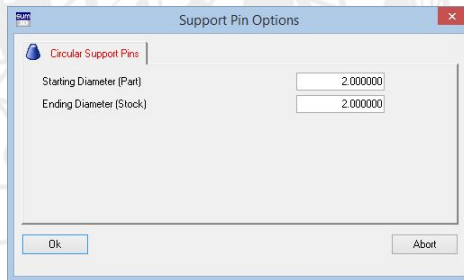 SUM
3D
Support Pin Options
Circular Support Pins
Starting Diameter (Part) 2.000000
Ending Diameter (Stock) 2.000000
Ok Abort